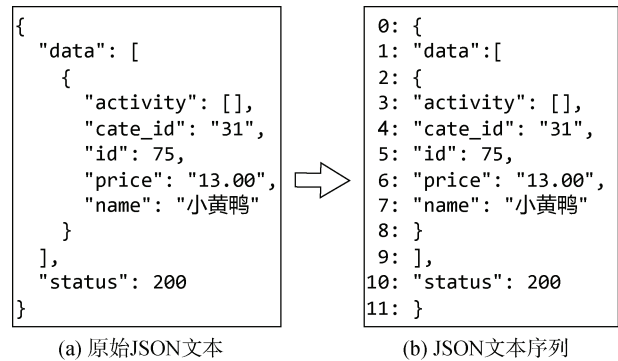 {
"data": [
{
"activity": [],
"cate_id": "31",
"id": 75,
"price": "13.00",
"name": "小黄鸭"
}
],
"status": 200
}
(a) 原始JSON文本
0: {
1: "data":[
2: {
3: "activity": [],
4: "cate_id": "31",
5: "id": 75,
6: "price": "13.00",
7: "name": "小黄鸭"
8: }
9: ],
10: "status": 200
11: }
(b) JSON文本序列